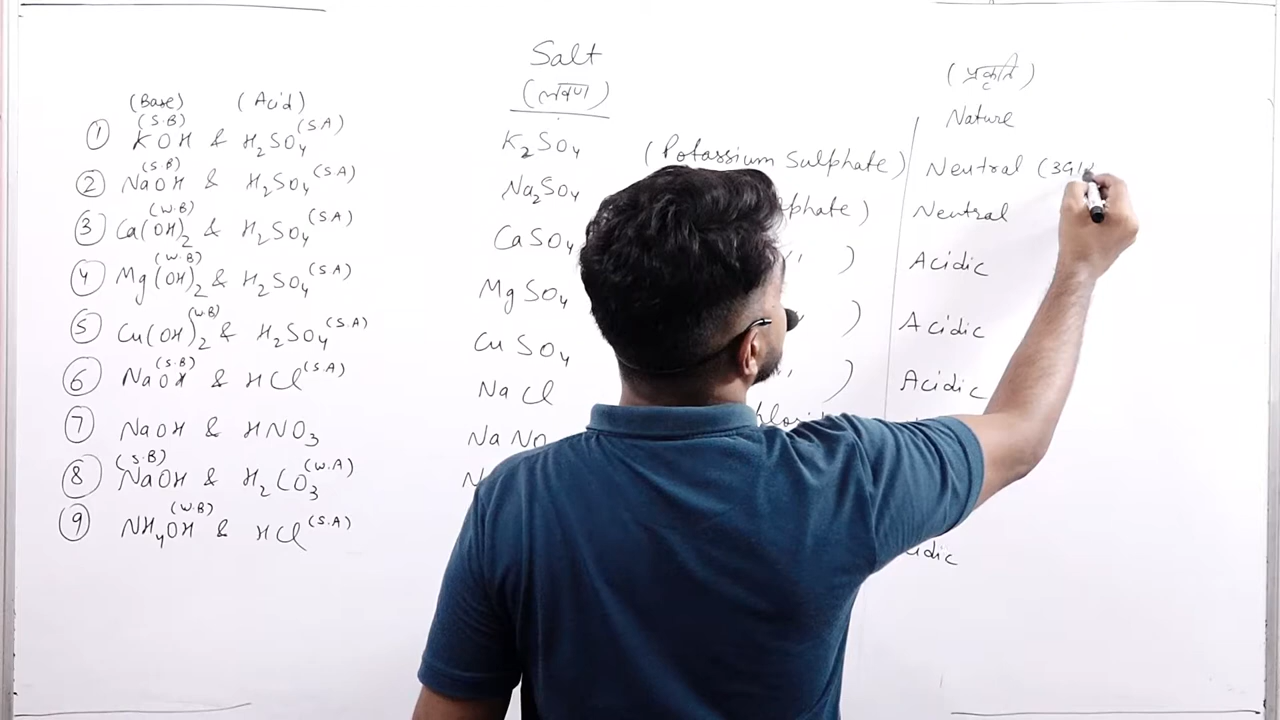 Salt
(लवण)
(प्रकृति)
Nature
(Base) (Acid)
① KOH (S.B) & H₂SO₄ (S.A) K₂SO₄ (Potassium Sulphate) Neutral
② NaOH (S.B) & H₂SO₄ (S.A) Na₂SO₄ phate) Neutral
③ Ca(OH)₂ (W.B) & H₂SO₄ (S.A) CaSO₄ ,, ) Acidic
④ Mg(OH)₂ (W.B) & H₂SO₄ (S.A) MgSO₄ ) Acidic
⑤ Cu(OH)₂ (W.B) & H₂SO₄ (S.A) CuSO₄ ) Acidic
⑥ NaOH (S.B) & HCl (S.A) NaCl
⑦ NaOH & HNO₃ NaNO
⑧ NaOH (S.B) & H₂CO₃ (W.A)
⑨ NH₄OH (W.B) & HCl (S.A) idic